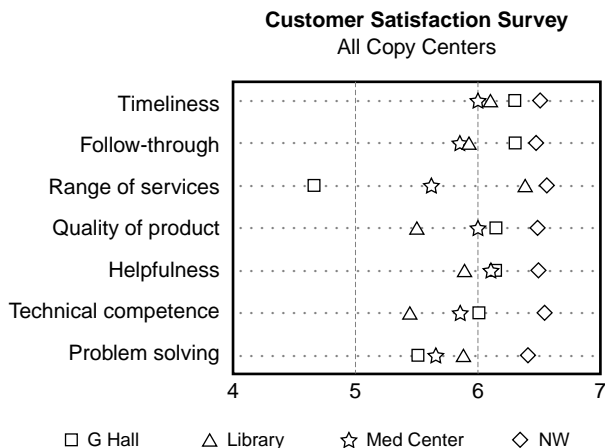 Customer Satisfaction Survey
All Copy Centers
Timeliness
Follow-through
Range of services
Quality of product
Helpfulness
Technical competence
Problem solving
4 5 6 7
G Hall Library Med Center NW